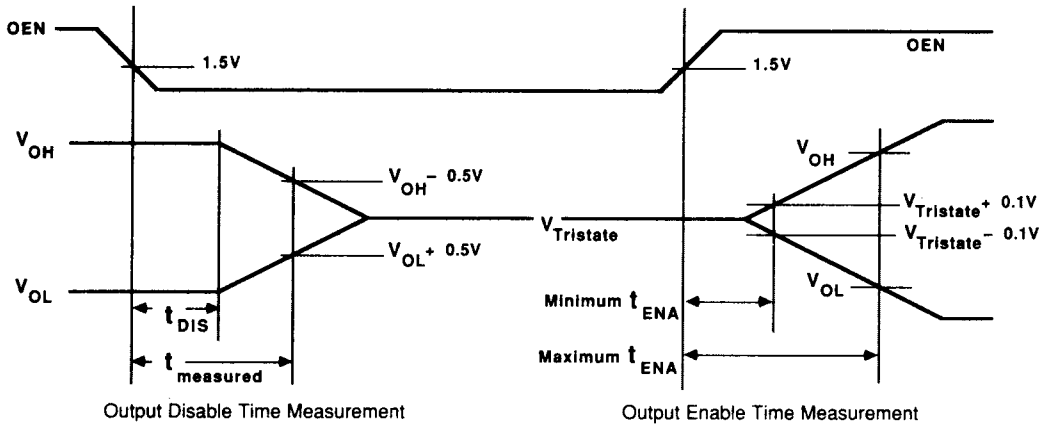 OEN
1.5V
OEN
1.5V
VOH
VOH − 0.5V
VOL + 0.5V
VOL
tDIS
tmeasured
VTristate
VOH
VTristate + 0.1V
VTristate − 0.1V
VOL
Minimum tENA
Maximum tENA
Output Disable Time Measurement
Output Enable Time Measurement